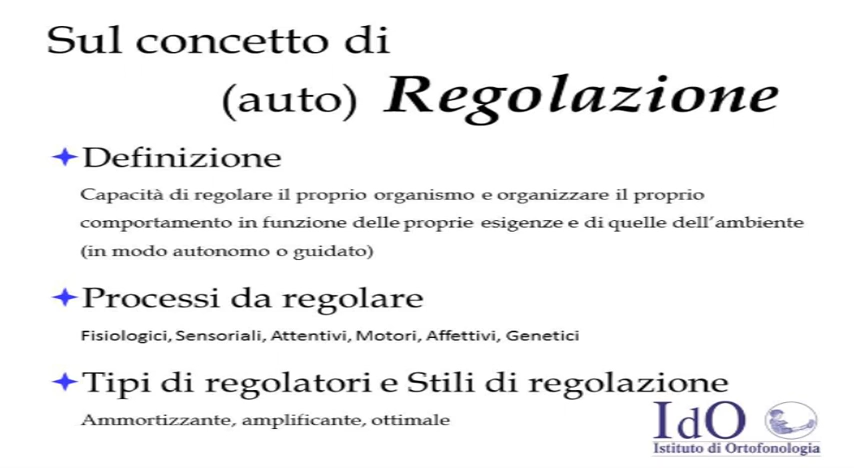 Sul concetto di
(auto) Regolazione
Definizione
Capacità di regolare il proprio organismo e organizzare il proprio
comportamento in funzione delle proprie esigenze e di quelle dell'ambiente
(in modo autonomo o guidato)
Processi da regolare
Fisiologici, Sensoriali, Attentivi, Motori, Affettivi, Genetici
Tipi di regolatori e Stili di regolazione
Ammortizzante, amplificante, ottimale
IdO
Istituto di Ortofonologia